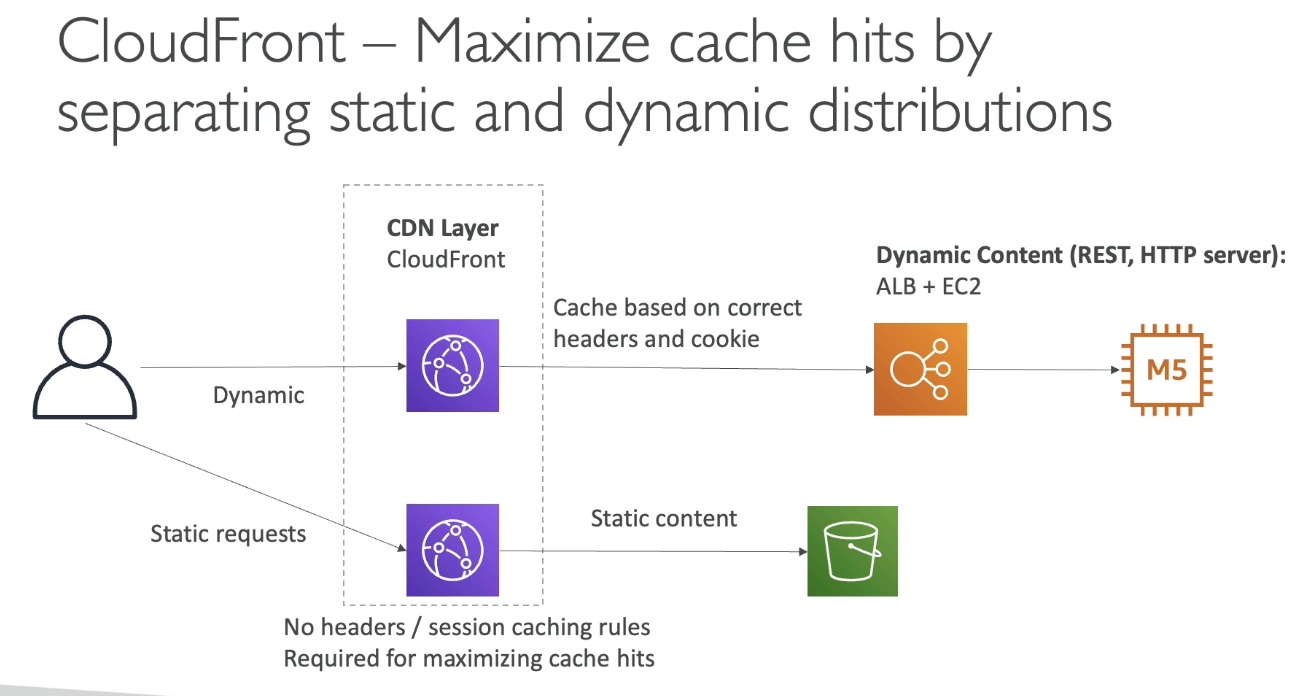 CloudFront – Maximize cache hits by
separating static and dynamic distributions
CDN Layer
CloudFront
Dynamic Content (REST, HTTP server):
ALB + EC2
Cache based on correct
headers and cookie
Dynamic
M5
Static requests
Static content
No headers / session caching rules
Required for maximizing cache hits